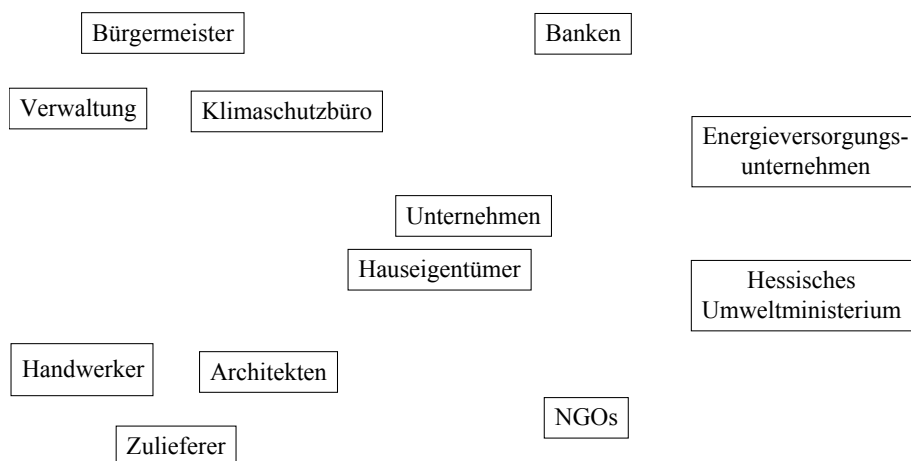 Bürgermeister
Banken
Verwaltung
Klimaschutzbüro
Energieversorgungs-
unternehmen
Unternehmen
Hauseigentümer
Hessisches
Umweltministerium
Handwerker
Architekten
NGOs
Zulieferer